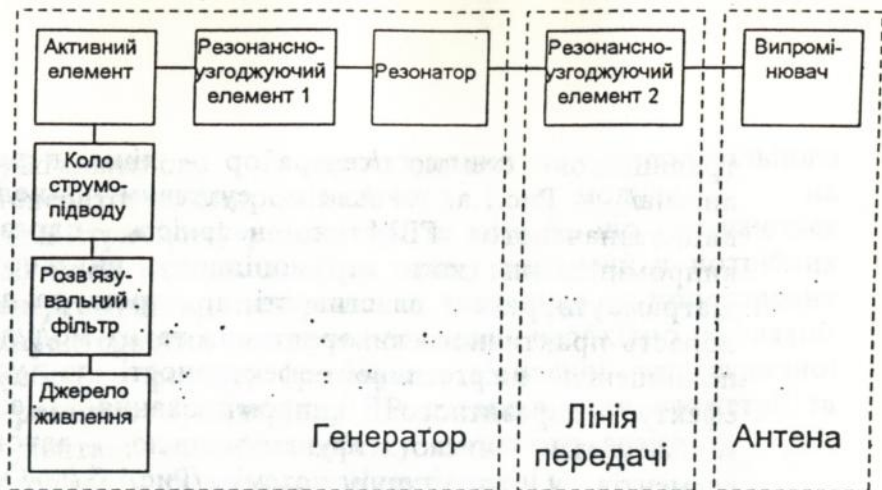 Активний
елемент
Резонансно-
узгоджуючий
елемент 1
Резонатор
Резонансно-
узгоджуючий
елемент 2
Випромі-
нювач
Коло
струмо-
підводу
Розв'язу-
вальний
фільтр
Джерело
живлення
Генератор
Лінія
передачі
Антена